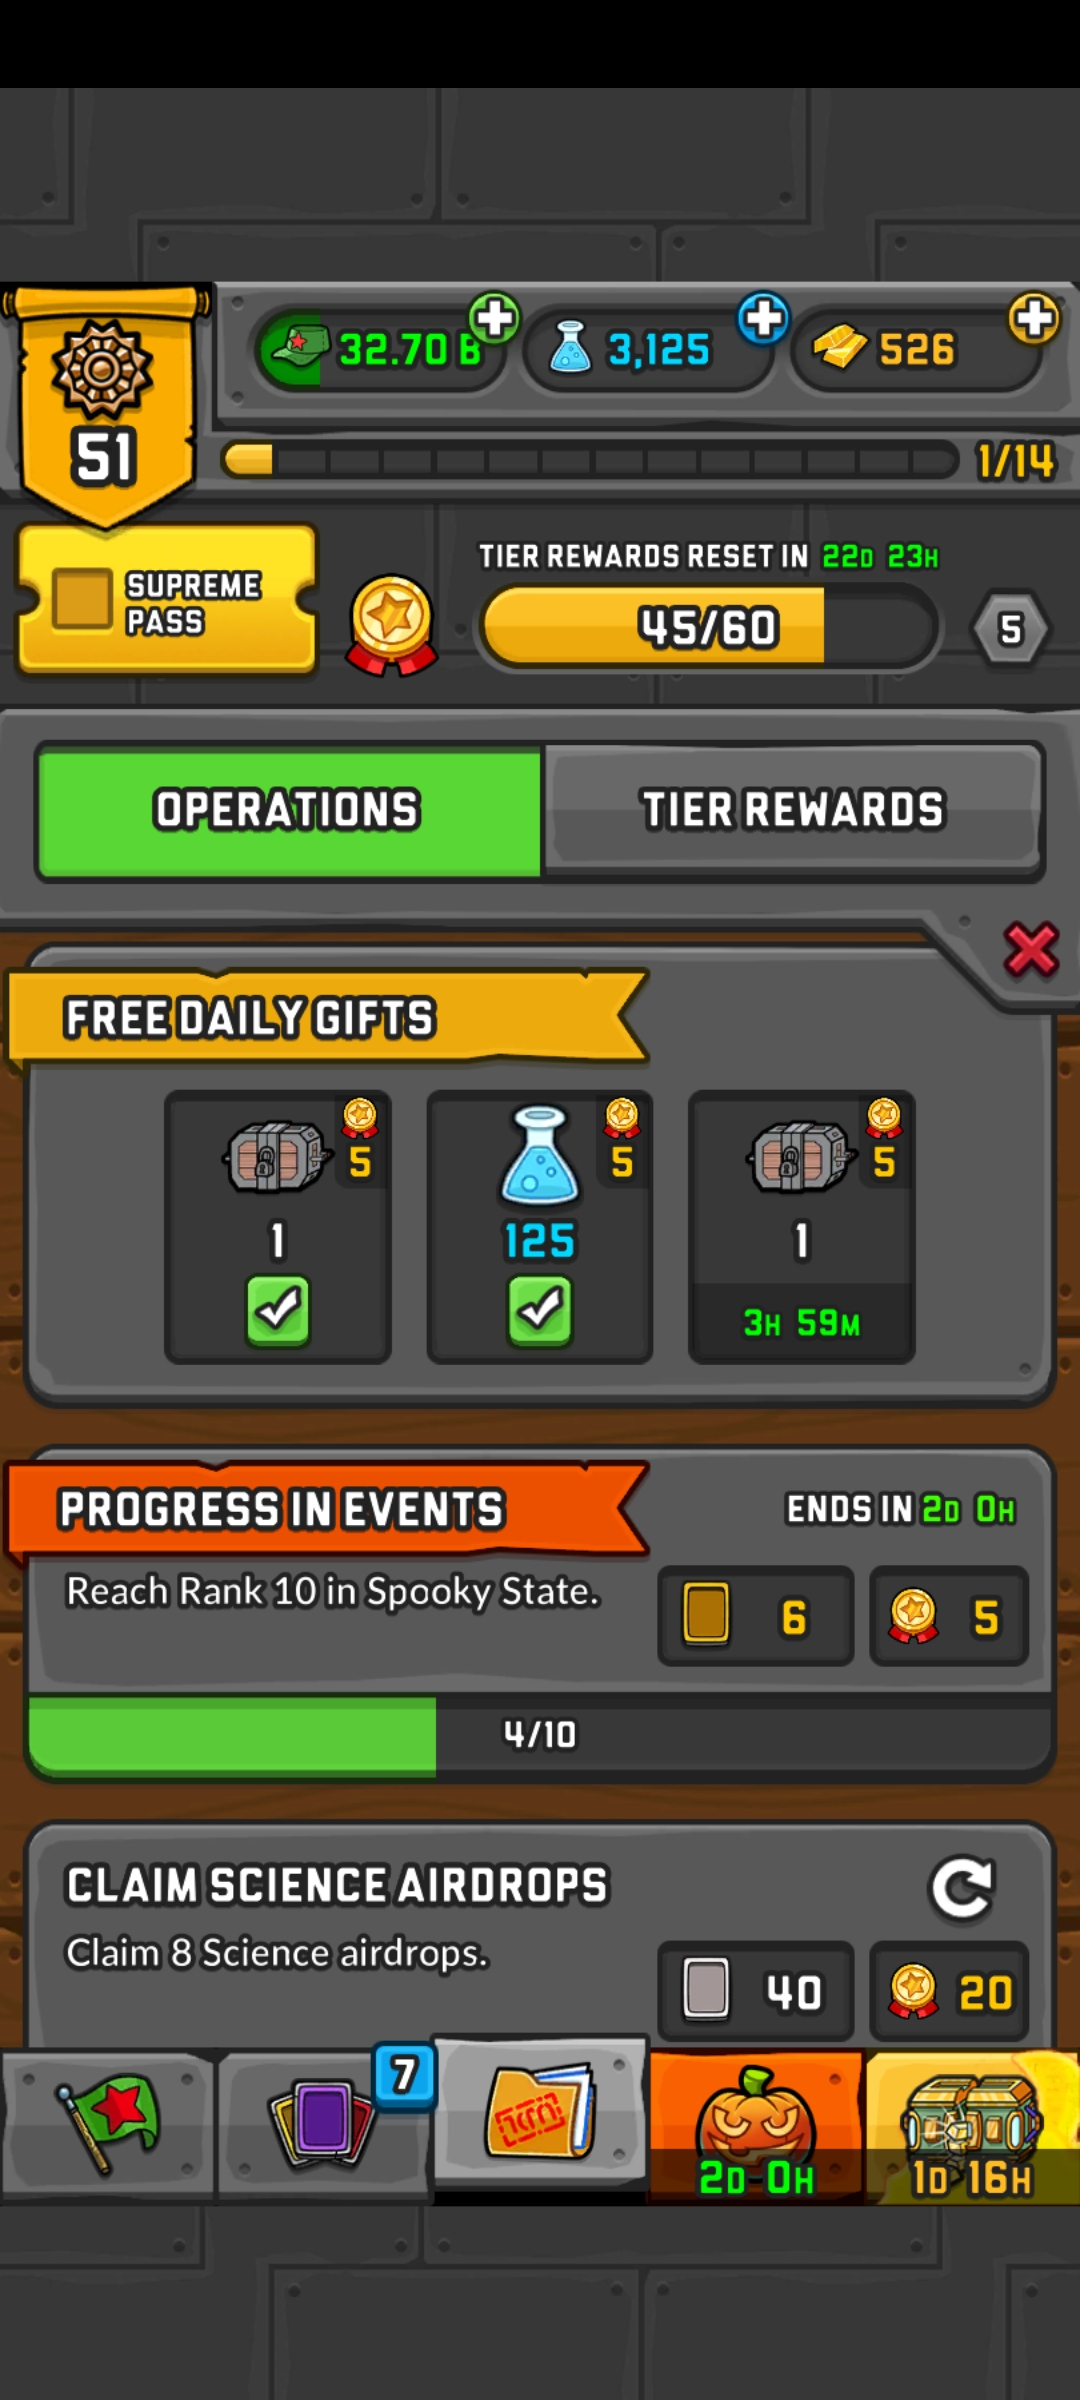 32.70 B
3,125
526
51
1/14
SUPREME
PASS
TIER REWARDS RESET IN 22D 23H
45/60
5
OPERATIONS
TIER REWARDS
FREE DAILY GIFTS
5
5
5
1
125
1
3H 59M
PROGRESS IN EVENTS
ENDS IN 2D 0H
Reach Rank 10 in Spooky State.
6
5
4/10
CLAIM SCIENCE AIRDROPS
Claim 8 Science airdrops.
40
20
7
2D 0H
1D 16H